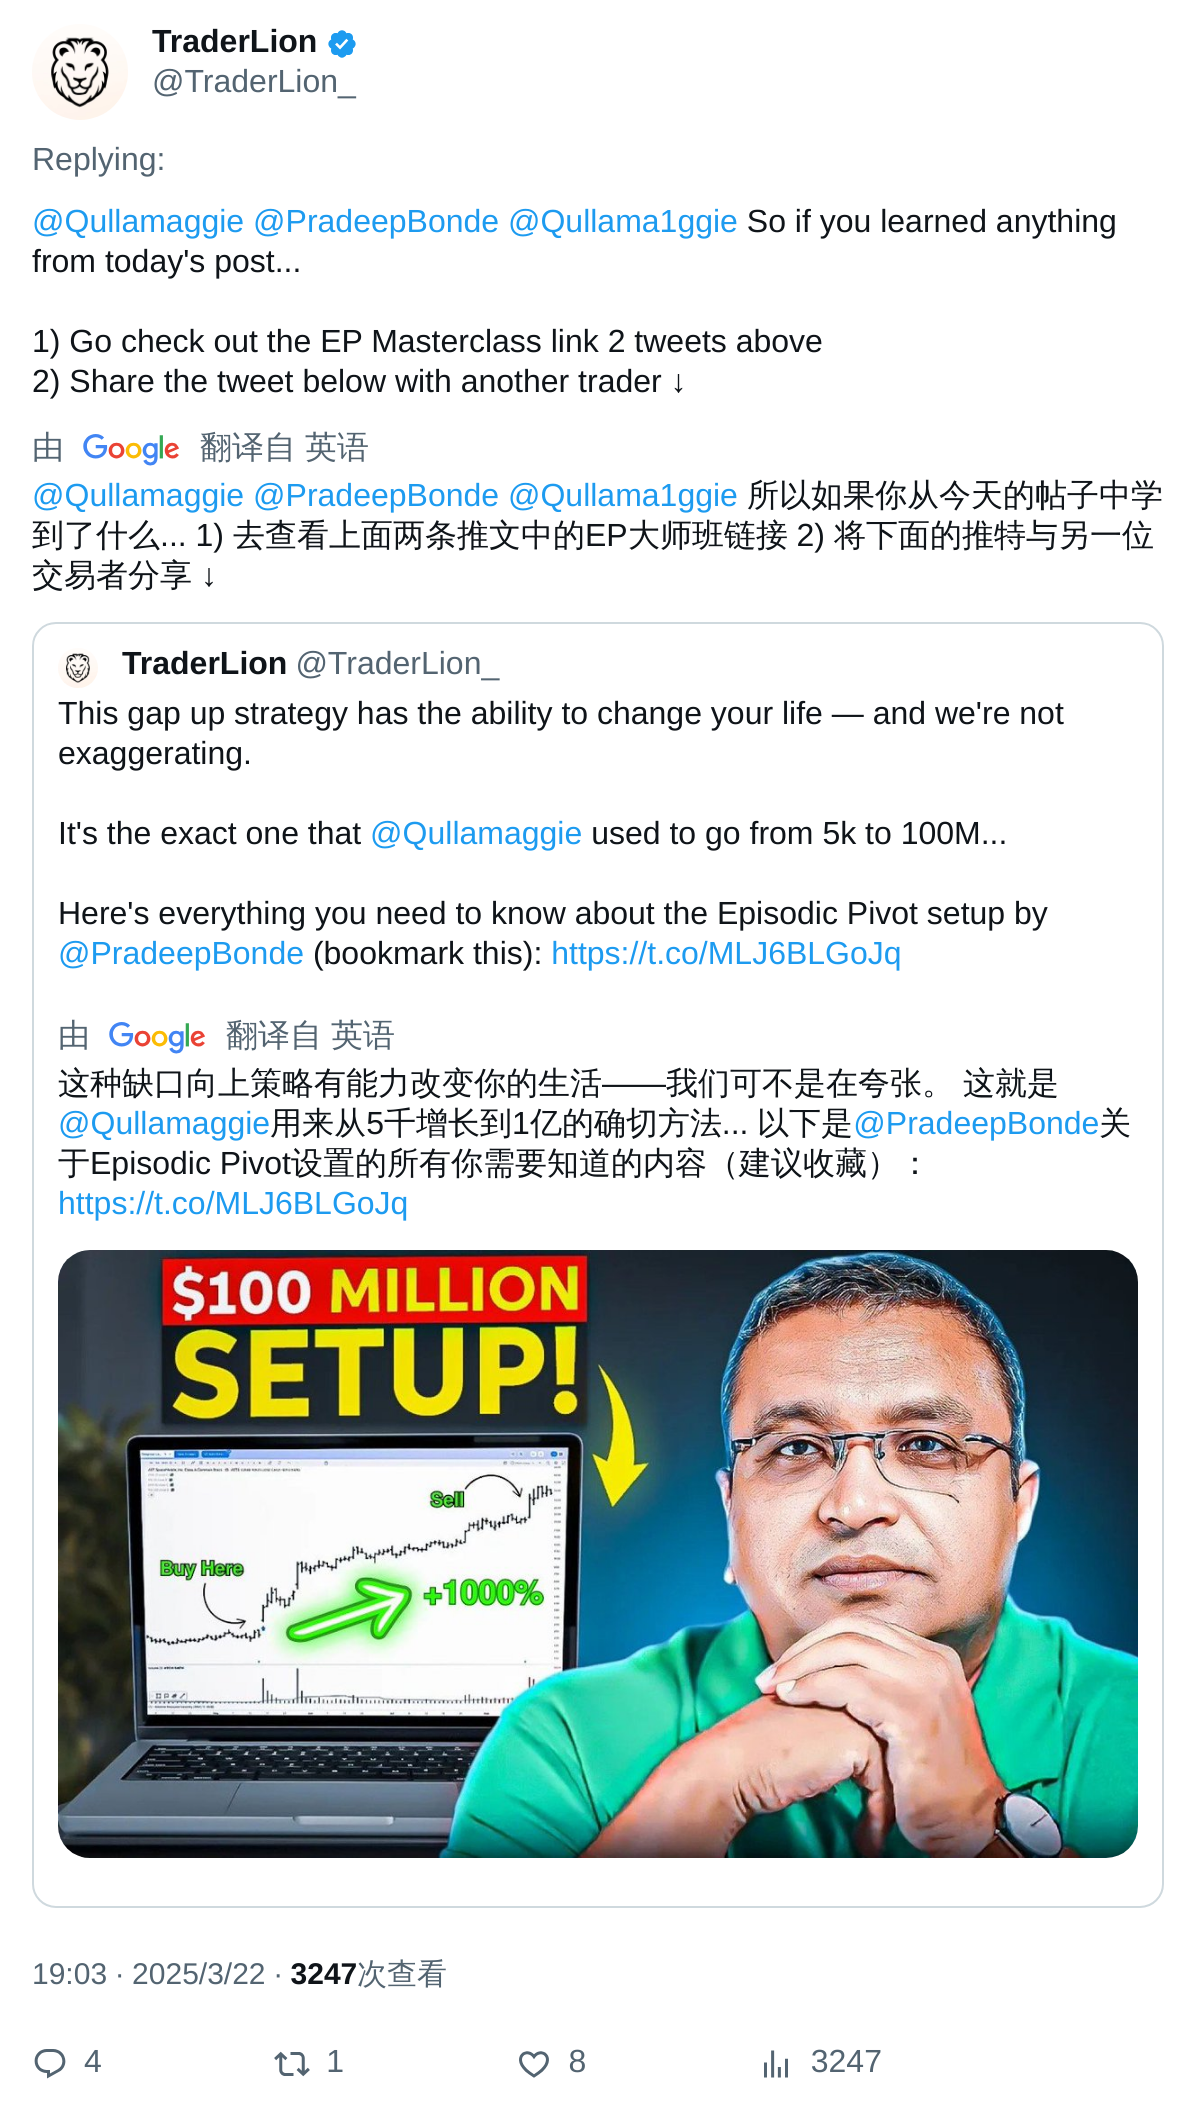 TraderLion
@TraderLion_
Replying:
@Qullamaggie @PradeepBonde @Qullama1ggie So if you learned anything
from today's post...
1) Go check out the EP Masterclass link 2 tweets above
2) Share the tweet below with another trader ↓
由 Google 翻译自 英语
@Qullamaggie @PradeepBonde @Qullama1ggie 所以如果你从今天的帖子中学
到了什么... 1) 去查看上面两条推文中的EP大师班链接 2) 将下面的推特与另一位
交易者分享 ↓
TraderLion @TraderLion_
This gap up strategy has the ability to change your life — and we're not
exaggerating.
It's the exact one that @Qullamaggie used to go from 5k to 100M...
Here's everything you need to know about the Episodic Pivot setup by
@PradeepBonde (bookmark this): https://t.co/MLJ6BLGoJq
由 Google 翻译自 英语
这种缺口向上策略有能力改变你的生活——我们可不是在夸张。 这就是
@Qullamaggie用来从5千增长到1亿的确切方法... 以下是@PradeepBonde关
于Episodic Pivot设置的所有你需要知道的内容（建议收藏）：
https://t.co/MLJ6BLGoJq
$100 MILLION
SETUP!
Sell
Buy Here
+1000%
19:03 · 2025/3/22 · 3247次查看
4 1 8 3247